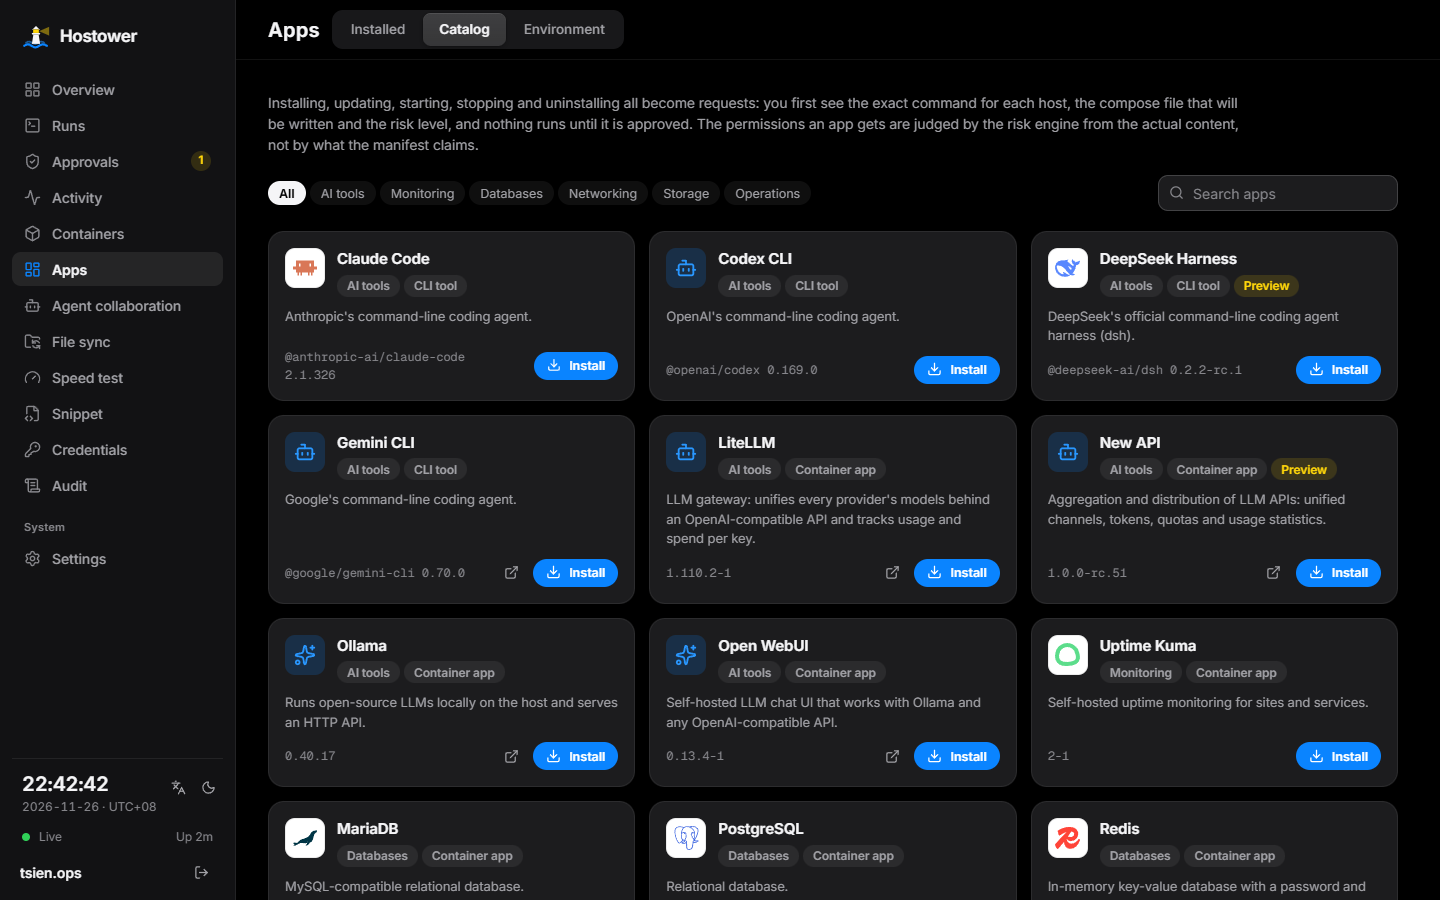 Hostower
Overview
Runs
Approvals 1
Activity
Containers
Apps
Agent collaboration
File sync
Speed test
Snippet
Credentials
Audit
System
Settings
22:42:42
2026-11-26 · UTC+08
Live Up 2m
tsien.ops
Apps Installed Catalog Environment
Installing, updating, starting, stopping and uninstalling all become requests: you first see the exact command for each host, the compose file that will
be written and the risk level, and nothing runs until it is approved. The permissions an app gets are judged by the risk engine from the actual content,
not by what the manifest claims.
All AI tools Monitoring Databases Networking Storage Operations Search apps
Claude Code
AI tools CLI tool
Anthropic's command-line coding agent.
@anthropic-ai/claude-code
2.1.326
Install
Codex CLI
AI tools CLI tool
OpenAI's command-line coding agent.
@openai/codex 0.169.0 Install
DeepSeek Harness
AI tools CLI tool Preview
DeepSeek's official command-line coding agent
harness (dsh).
@deepseek-ai/dsh 0.2.2-rc.1 Install
Gemini CLI
AI tools CLI tool
Google's command-line coding agent.
@google/gemini-cli 0.70.0 Install
LiteLLM
AI tools Container app
LLM gateway: unifies every provider's models behind
an OpenAI-compatible API and tracks usage and
spend per key.
1.110.2-1 Install
New API
AI tools Container app Preview
Aggregation and distribution of LLM APIs: unified
channels, tokens, quotas and usage statistics.
1.0.0-rc.51 Install
Ollama
AI tools Container app
Runs open-source LLMs locally on the host and serves
an HTTP API.
0.40.17 Install
Open WebUI
AI tools Container app
Self-hosted LLM chat UI that works with Ollama and
any OpenAI-compatible API.
0.13.4-1 Install
Uptime Kuma
Monitoring Container app
Self-hosted uptime monitoring for sites and services.
2-1 Install
MariaDB
Databases Container app
MySQL-compatible relational database.
PostgreSQL
Databases Container app
Relational database.
Redis
Databases Container app
In-memory key-value database with a password and